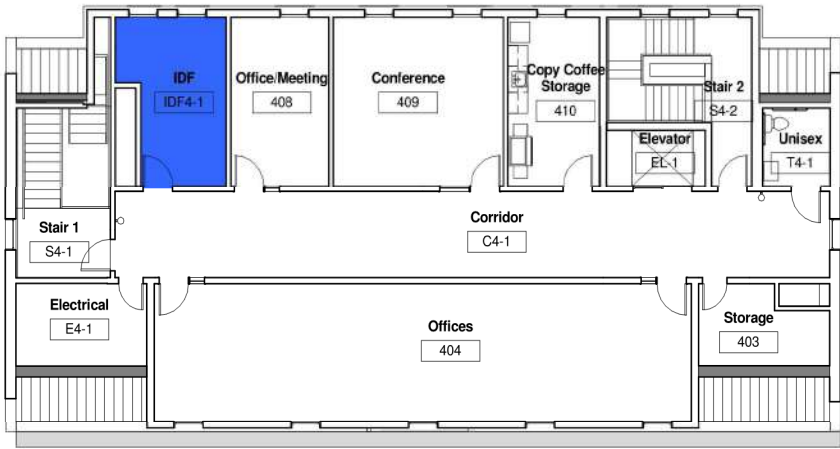 IDF
IDF4-1
Office/Meeting
408
Conference
409
Copy Coffee
Storage
410
Stair 2
S4-2
Elevator
EL-1
Unisex
T4-1
Stair 1
S4-1
Corridor
C4-1
Electrical
E4-1
Offices
404
Storage
403